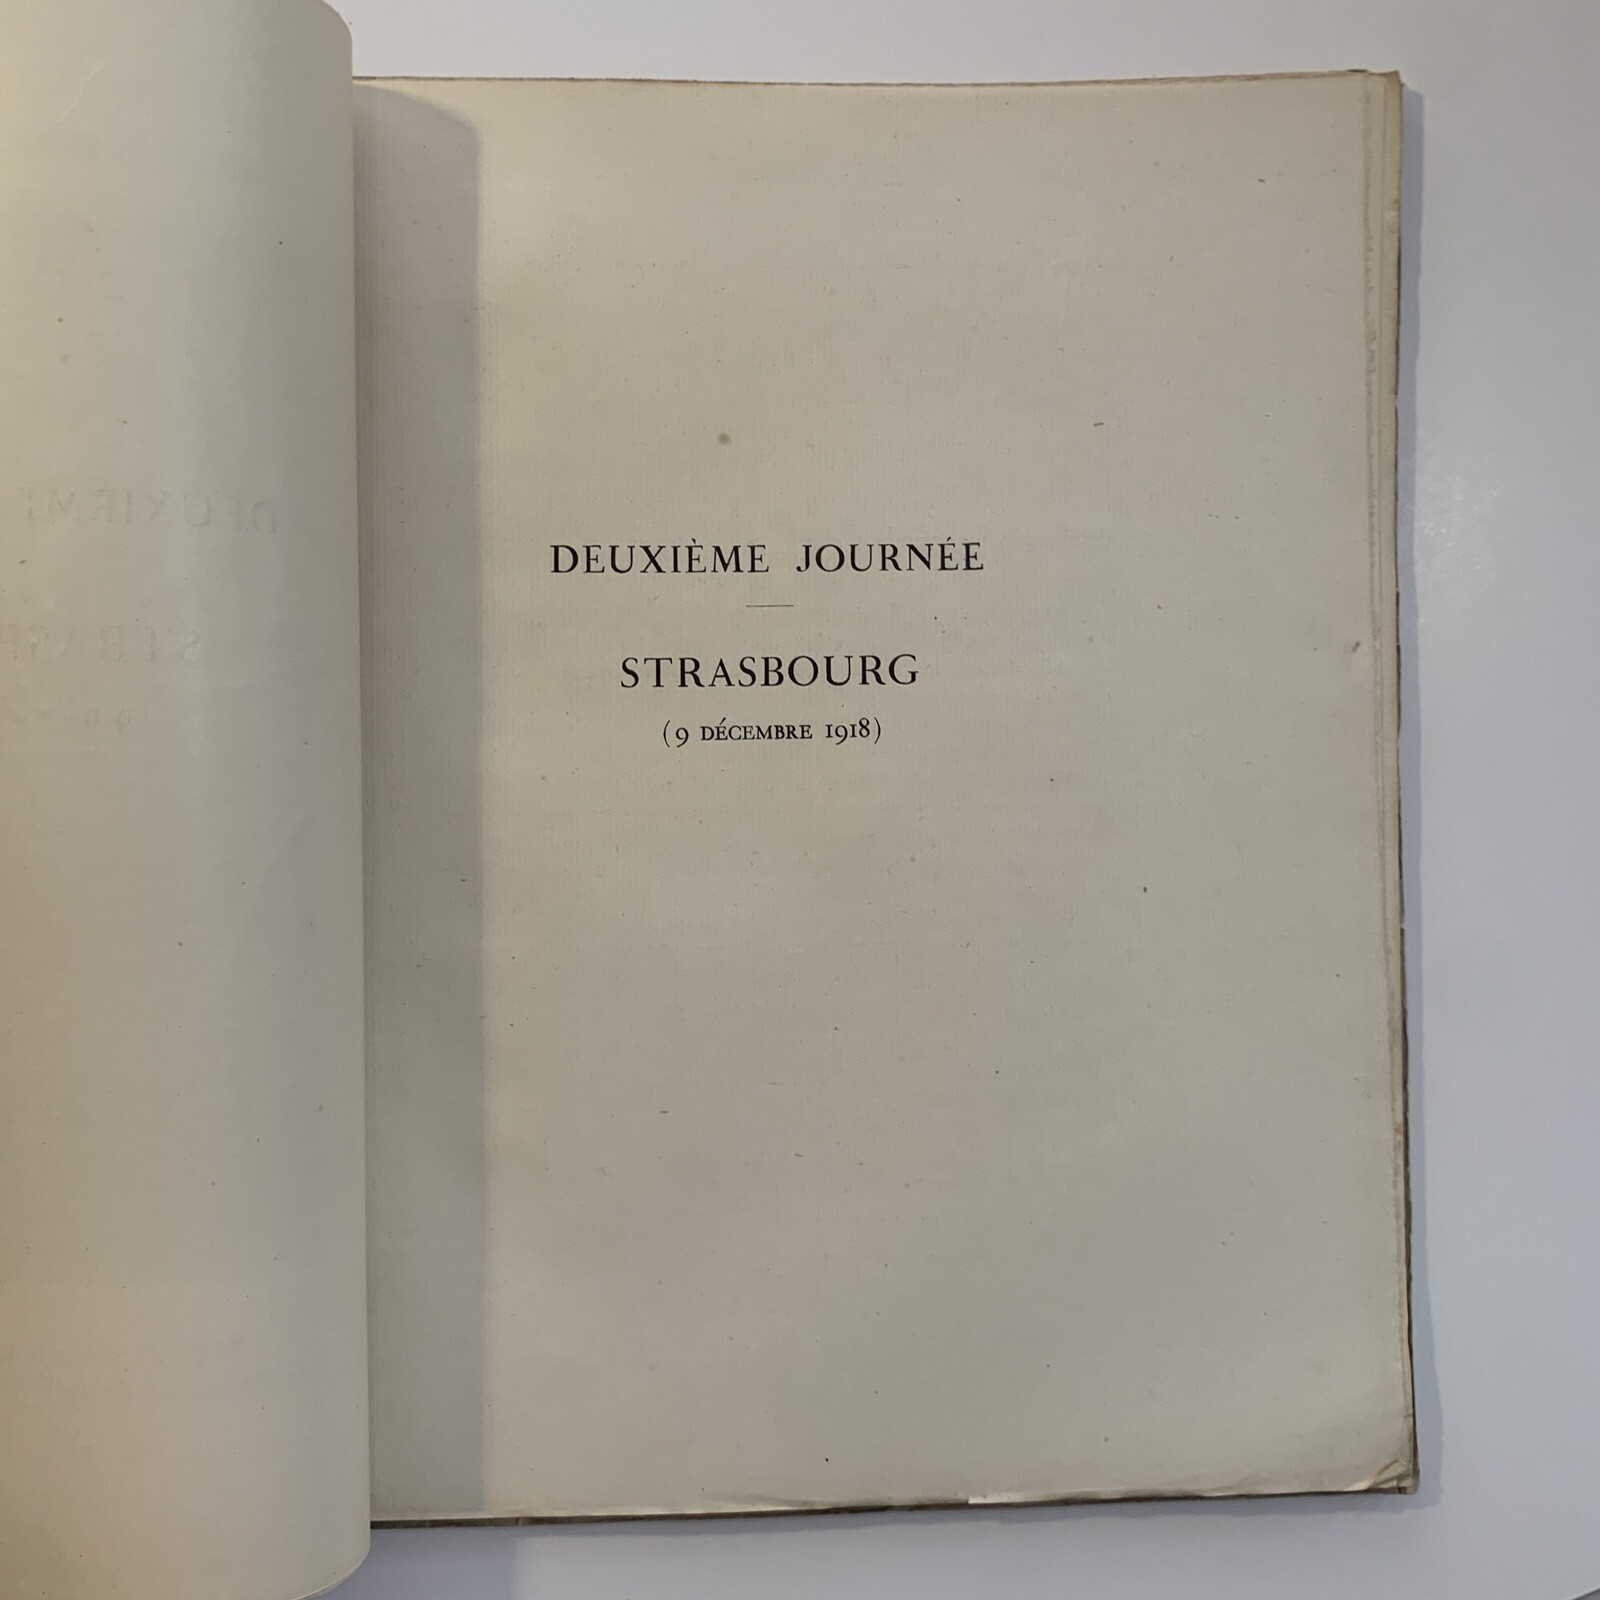 DEUXIÈME JOURNÉE
STRASBOURG
(9 DÉCEMBRE 1918)